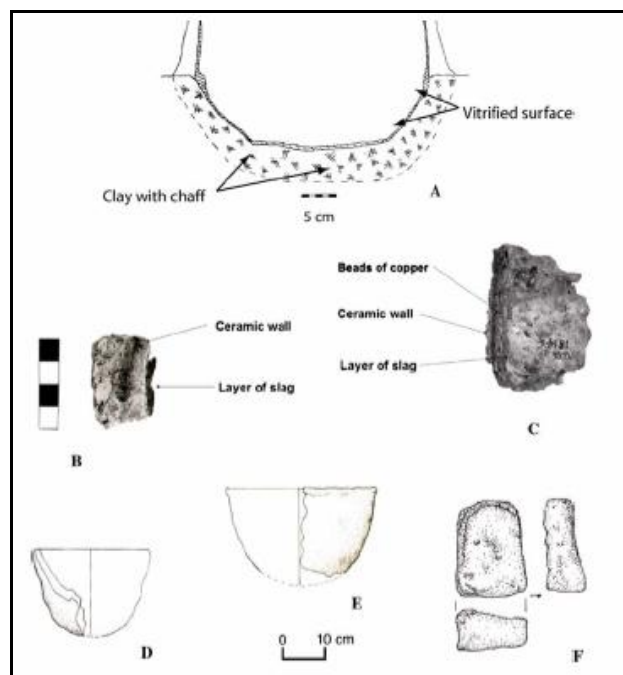 Vitrified surface
Clay with chaff
A
5 cm
Beads of copper
Ceramic wall
Ceramic wall
Layer of slag
Layer of slag
C
B
E
D
0 10 cm
F